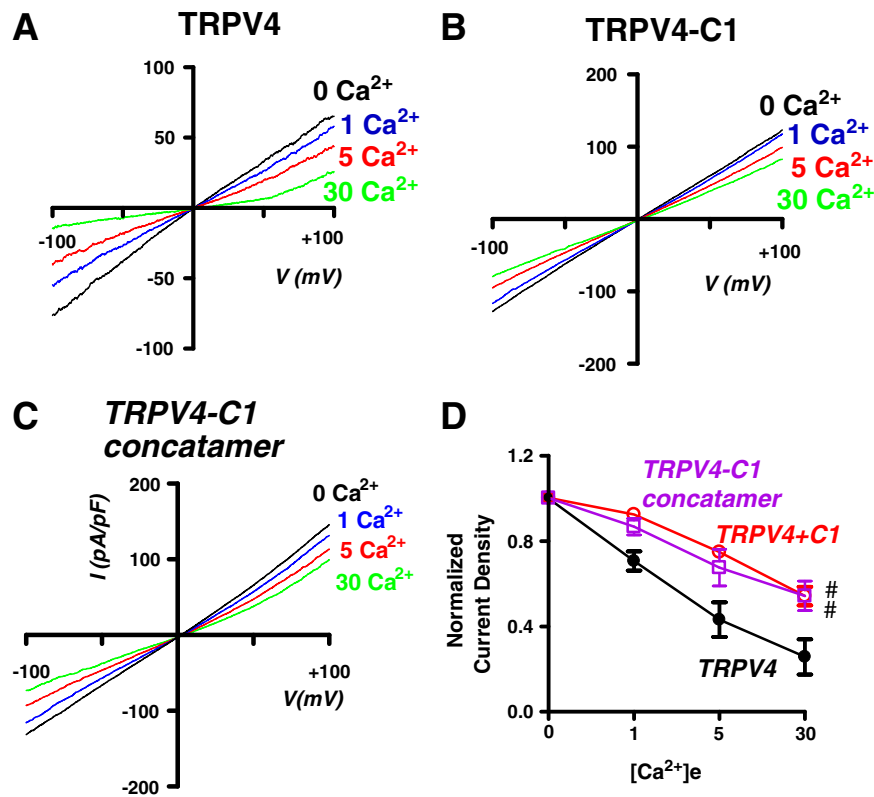 A
TRPV4
100
50
-50
-100
-100
+100
V (mV)
0 Ca²⁺
1 Ca²⁺
5 Ca²⁺
30 Ca²⁺
B
TRPV4-C1
200
100
-100
-200
-100
+100
V (mV)
0 Ca²⁺
1 Ca²⁺
5 Ca²⁺
30 Ca²⁺
C
TRPV4-C1
concatamer
I (pA/pF)
200
100
-100
-200
-100
+100
V(mV)
0 Ca²⁺
1 Ca²⁺
5 Ca²⁺
30 Ca²⁺
D
Normalized
Current Density
1.2
0.8
0.4
0.0
0
1
5
30
[Ca²⁺]e
TRPV4-C1
concatamer
TRPV4+C1
TRPV4
#
#